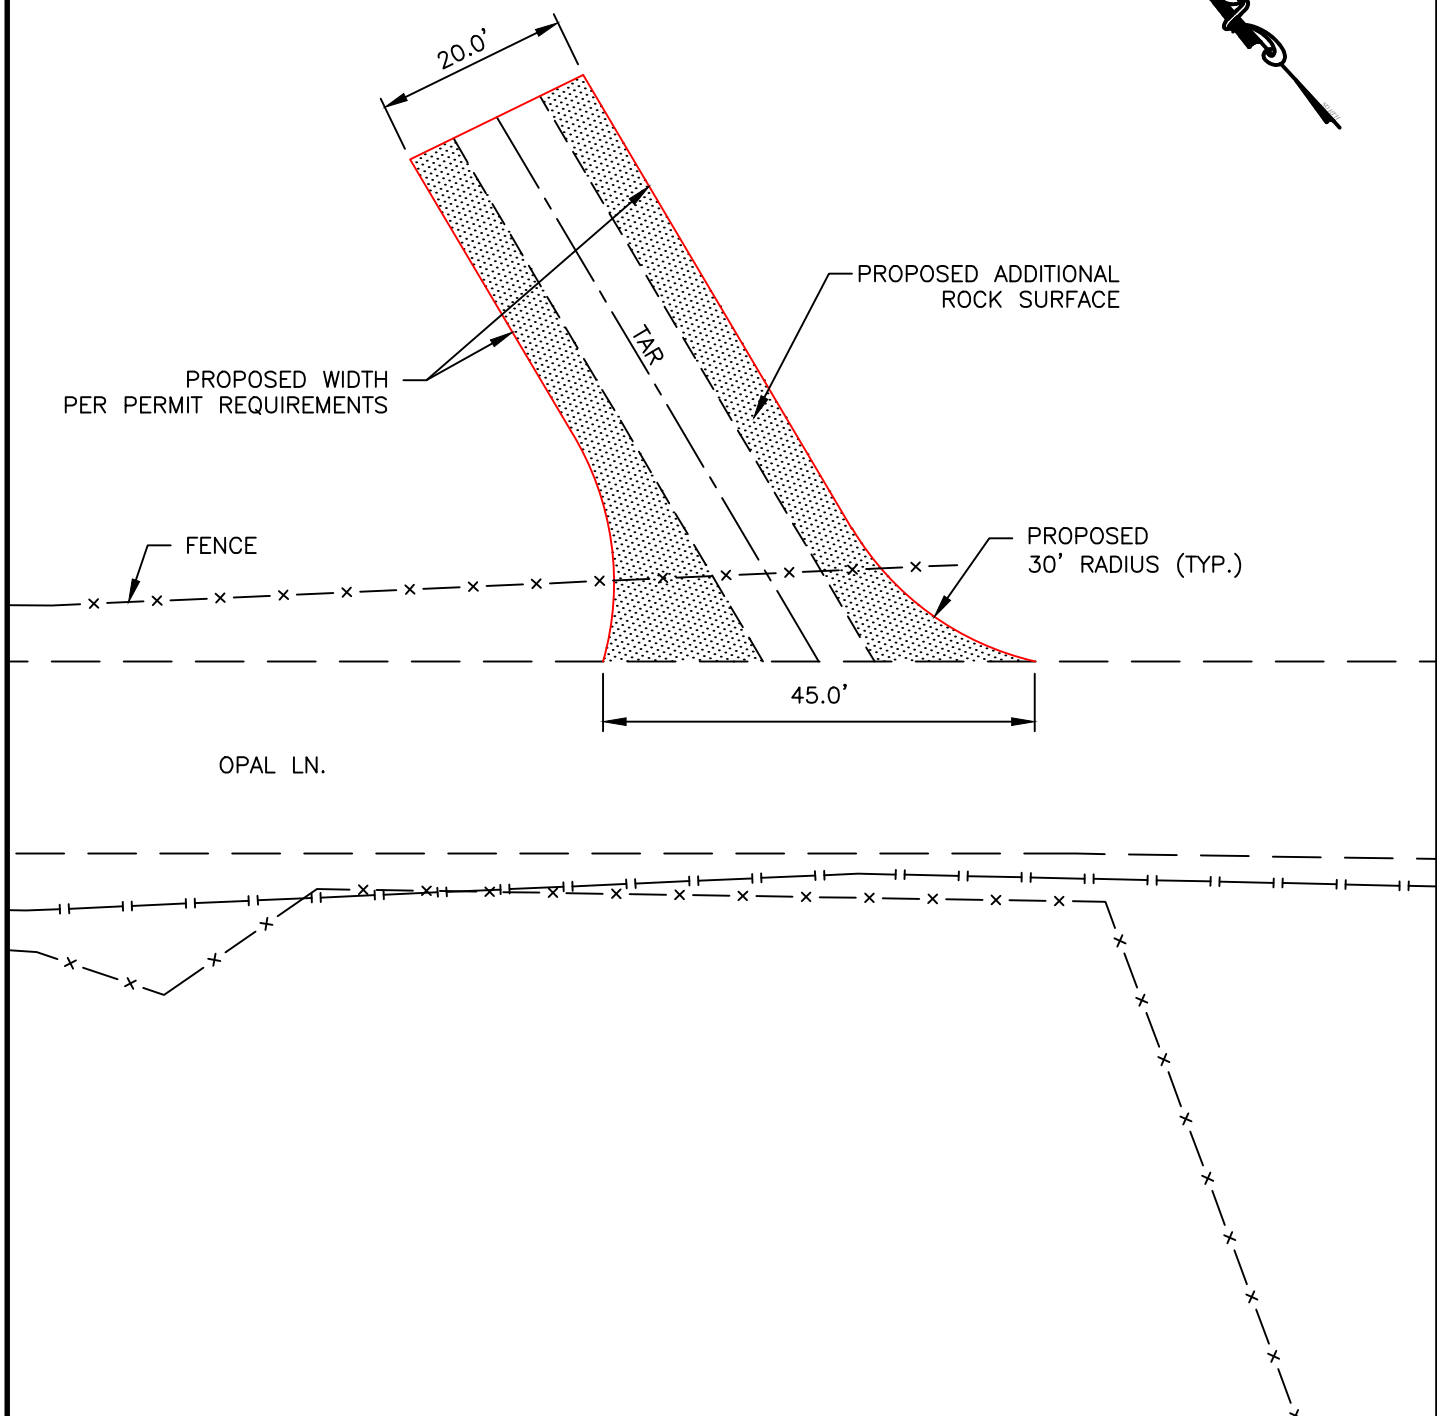 20.0'
PROPOSED ADDITIONAL
ROCK SURFACE
TAR
PROPOSED WIDTH
PER PERMIT REQUIREMENTS
FENCE
PROPOSED
30' RADIUS (TYP.)
45.0'
OPAL LN.